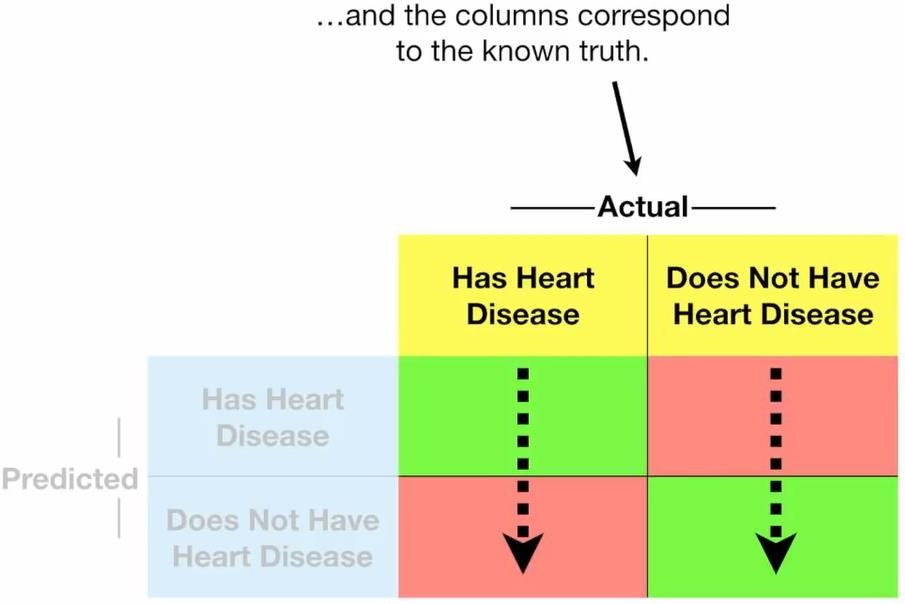 ...and the columns correspond
to the known truth.
Actual
Has Heart
Disease
Does Not Have
Heart Disease
Has Heart
Disease
Predicted
Does Not Have
Heart Disease